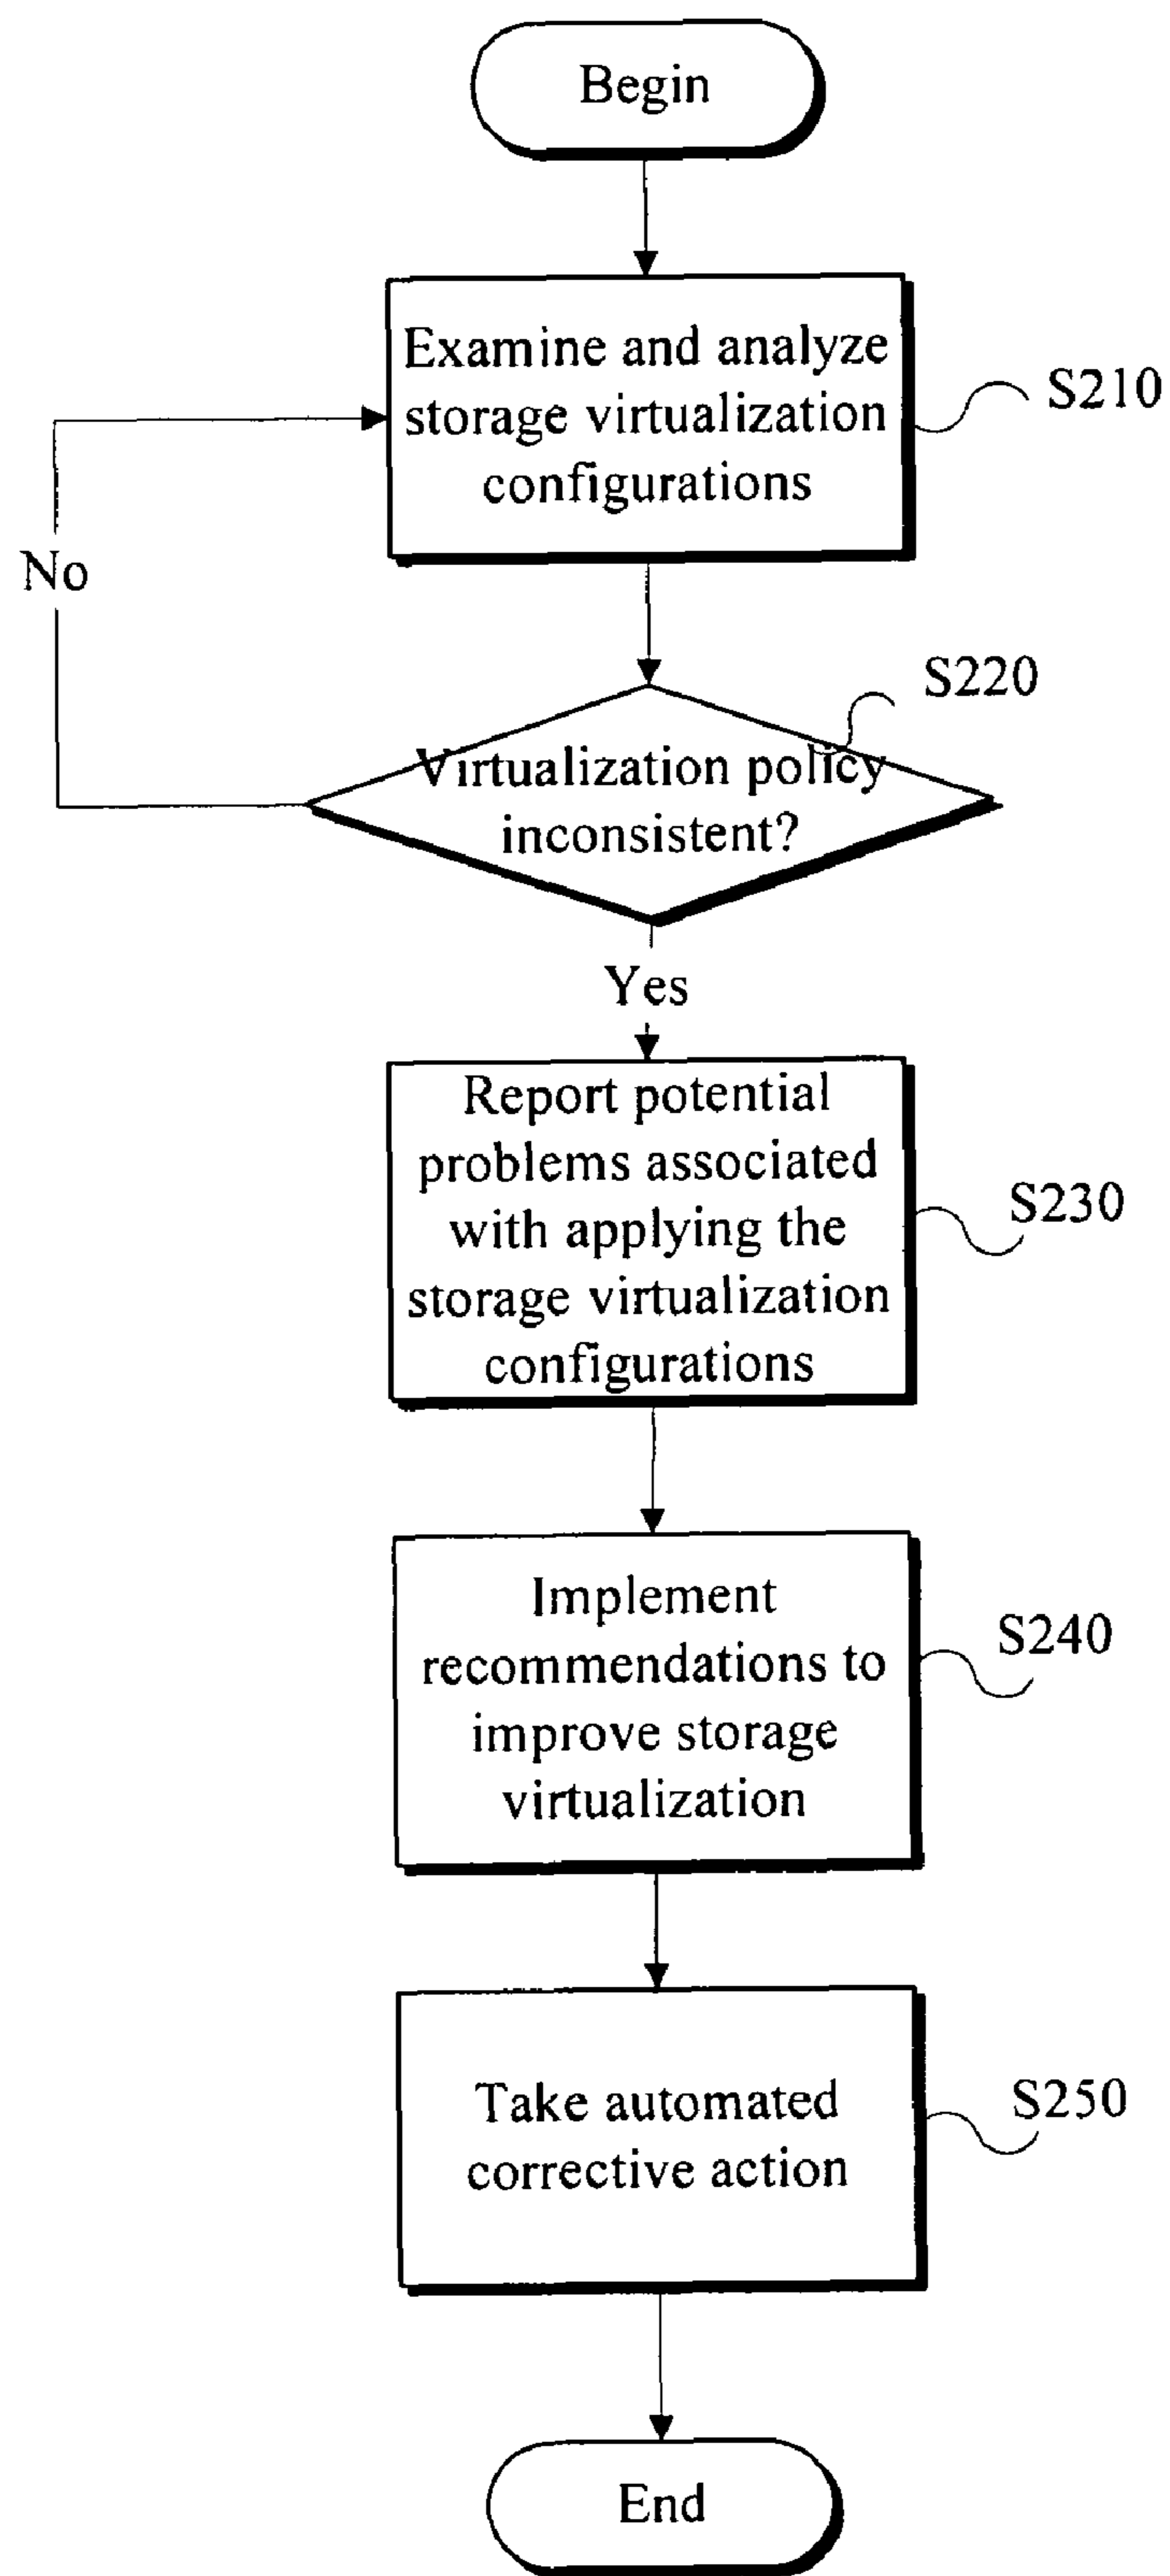 Begin
Examine and analyze
storage virtualization
configurations
S210
No
S220
Virtualization policy
inconsistent?
Yes
Report potential
problems associated
with applying the
storage virtualization
configurations
S230
Implement
recommendations to
improve storage
virtualization
S240
Take automated
corrective action
S250
End